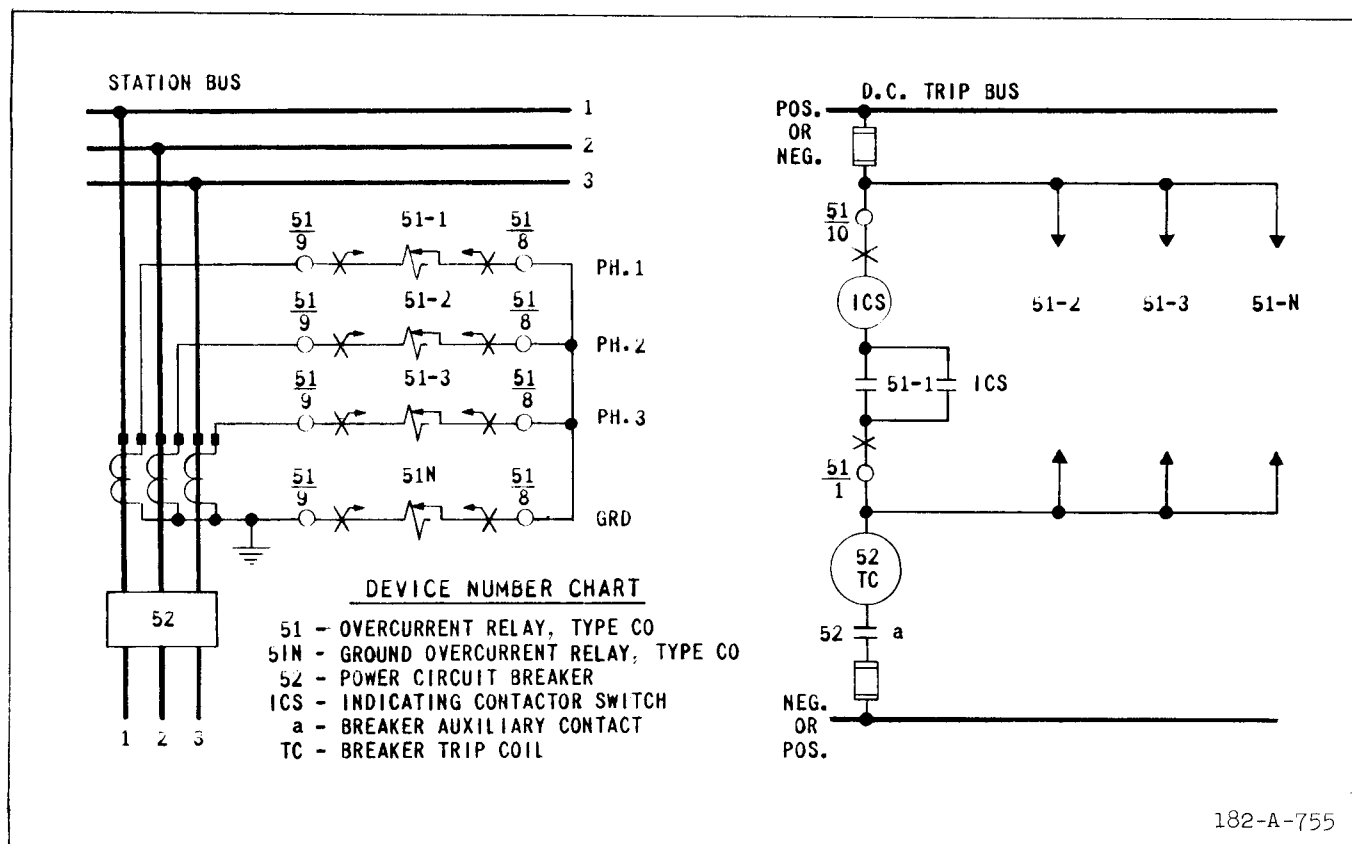 STATION BUS
1
2
3
51
9
51-1
51
8
PH.1
51
9
51-2
51
8
PH.2
51
9
51-3
51
8
PH.3
51
9
51N
51
8
GRD
52
1 2 3
DEVICE NUMBER CHART
51 - OVERCURRENT RELAY, TYPE CO
51N - GROUND OVERCURRENT RELAY, TYPE CO
52 - POWER CIRCUIT BREAKER
ICS - INDICATING CONTACTOR SWITCH
a - BREAKER AUXILIARY CONTACT
TC - BREAKER TRIP COIL
D.C. TRIP BUS
POS.
OR
NEG.
51
10
ICS
51-2 51-3 51-N
51-1 ICS
51
1
52
TC
52 a
NEG.
OR
POS.
182-A-755